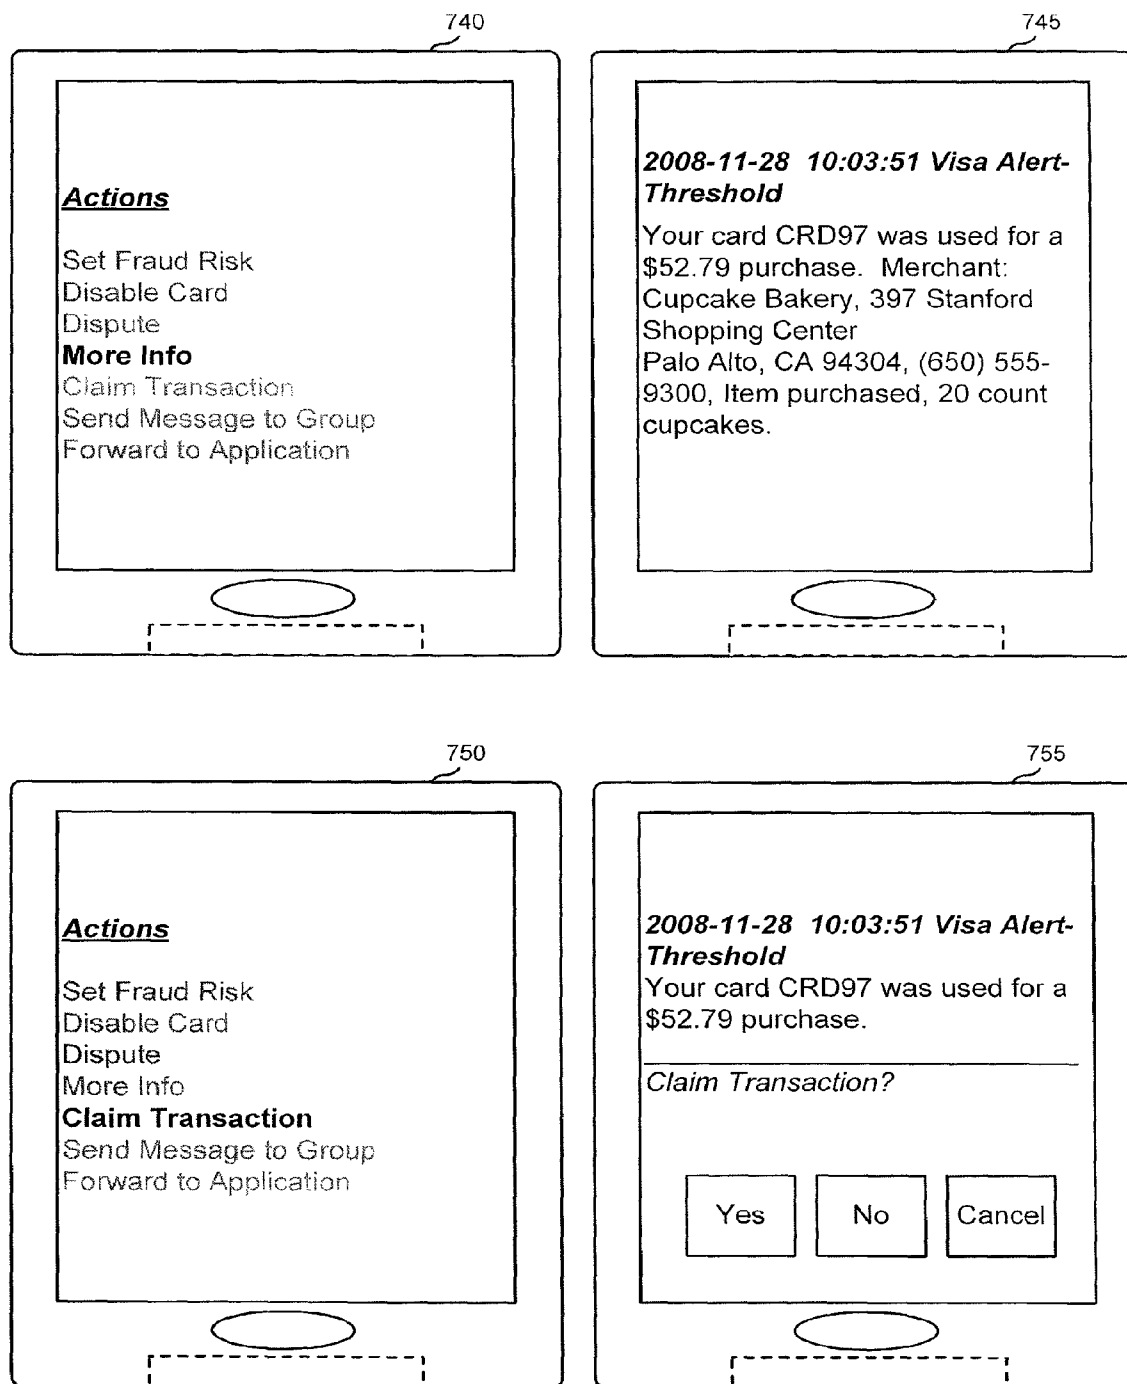 740
Actions
Set Fraud Risk
Disable Card
Dispute
More Info
Claim Transaction
Send Message to Group
Forward to Application
745
2008-11-28 10:03:51 Visa Alert-
Threshold
Your card CRD97 was used for a
$52.79 purchase. Merchant:
Cupcake Bakery, 397 Stanford
Shopping Center
Palo Alto, CA 94304, (650) 555-
9300, Item purchased, 20 count
cupcakes.
750
Actions
Set Fraud Risk
Disable Card
Dispute
More Info
Claim Transaction
Send Message to Group
Forward to Application
755
2008-11-28 10:03:51 Visa Alert-
Threshold
Your card CRD97 was used for a
$52.79 purchase.
Claim Transaction?
Yes No Cancel